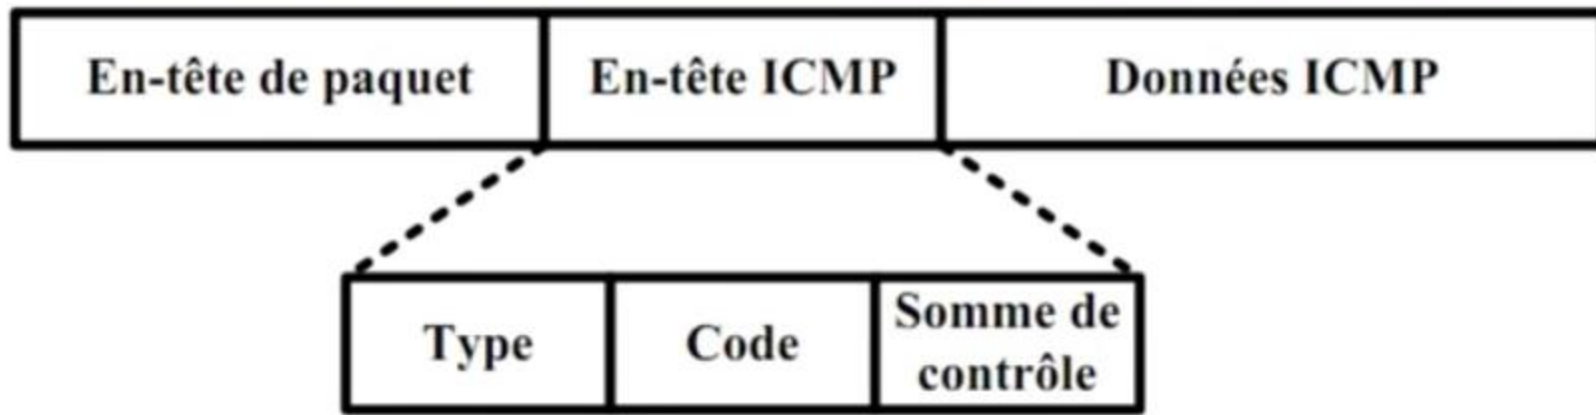 En-tête de paquet
En-tête ICMP
Données ICMP
Type
Code
Somme de
contrôle